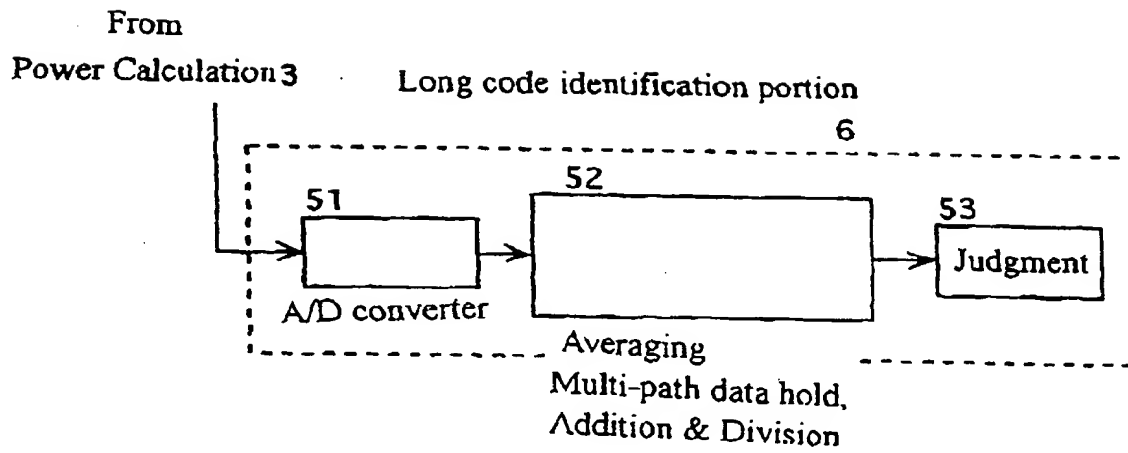 From
Power Calculation 3
Long code identification portion
6
51
52
53
Judgment
A/D converter
Averaging
Multi-path data hold,
Addition & Division